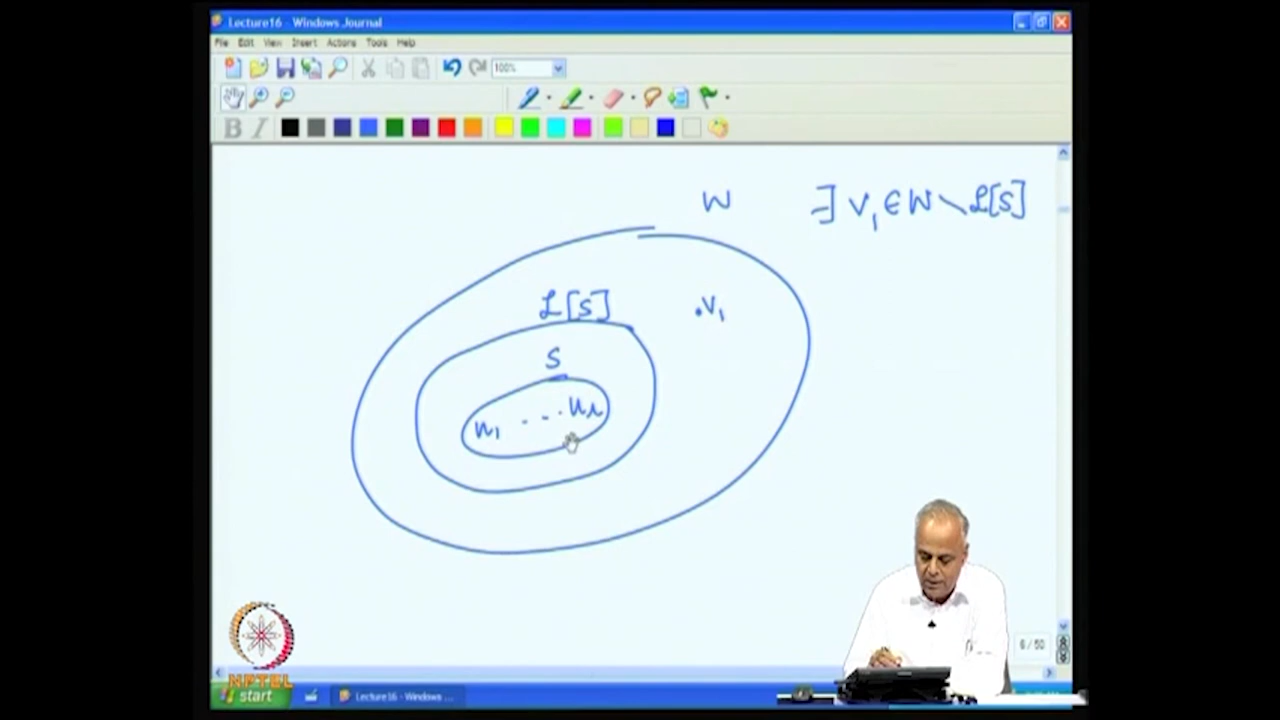 Lecture16 - Windows Journal
File Edit View Insert Actions Tools Help
100%
B I
W ∃ v₁ ∈ W \ ℒ[S]
ℒ[S] .v₁
S
u₁ . . . uᵣ
6 / 50
NPTEL
start Lecture16 - Windows ...